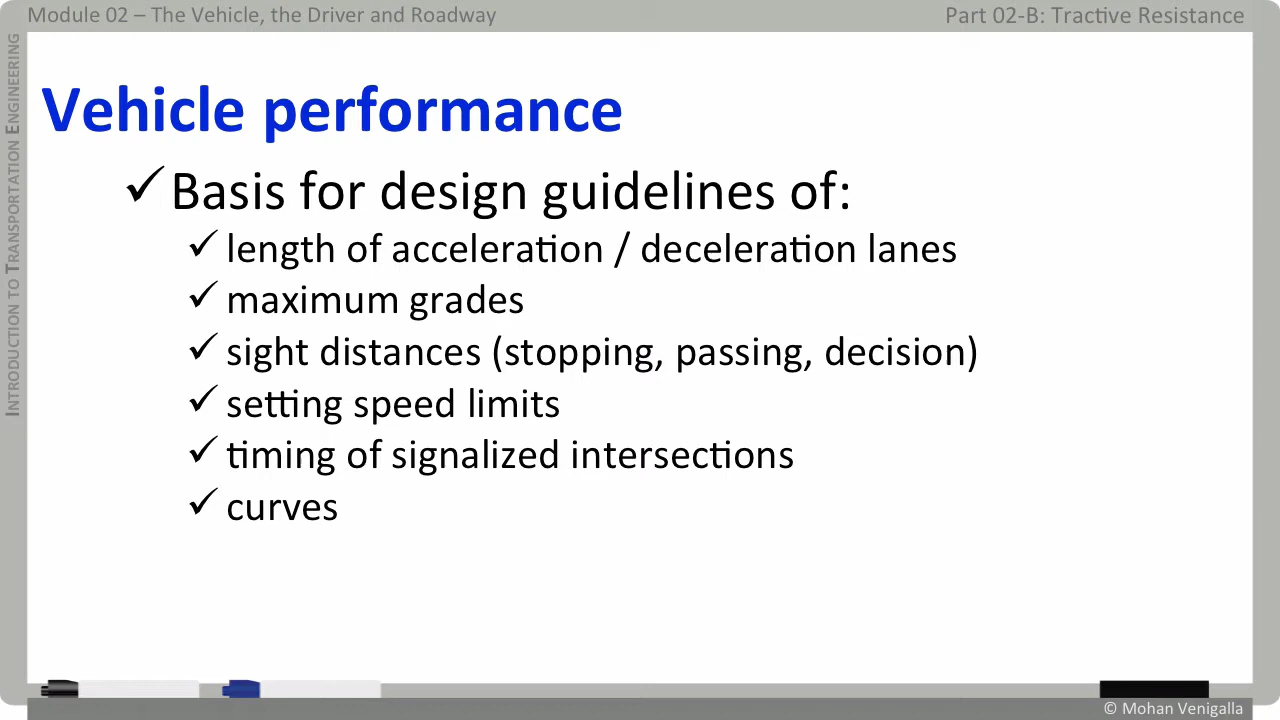 Module 02 – The Vehicle, the Driver and Roadway
Part 02-B: Tractive Resistance
INTRODUCTION TO TRANSPORTATION ENGINEERING
Vehicle performance
✓Basis for design guidelines of:
✓length of acceleration / deceleration lanes
✓maximum grades
✓sight distances (stopping, passing, decision)
✓setting speed limits
✓timing of signalized intersections
✓curves
© Mohan Venigalla